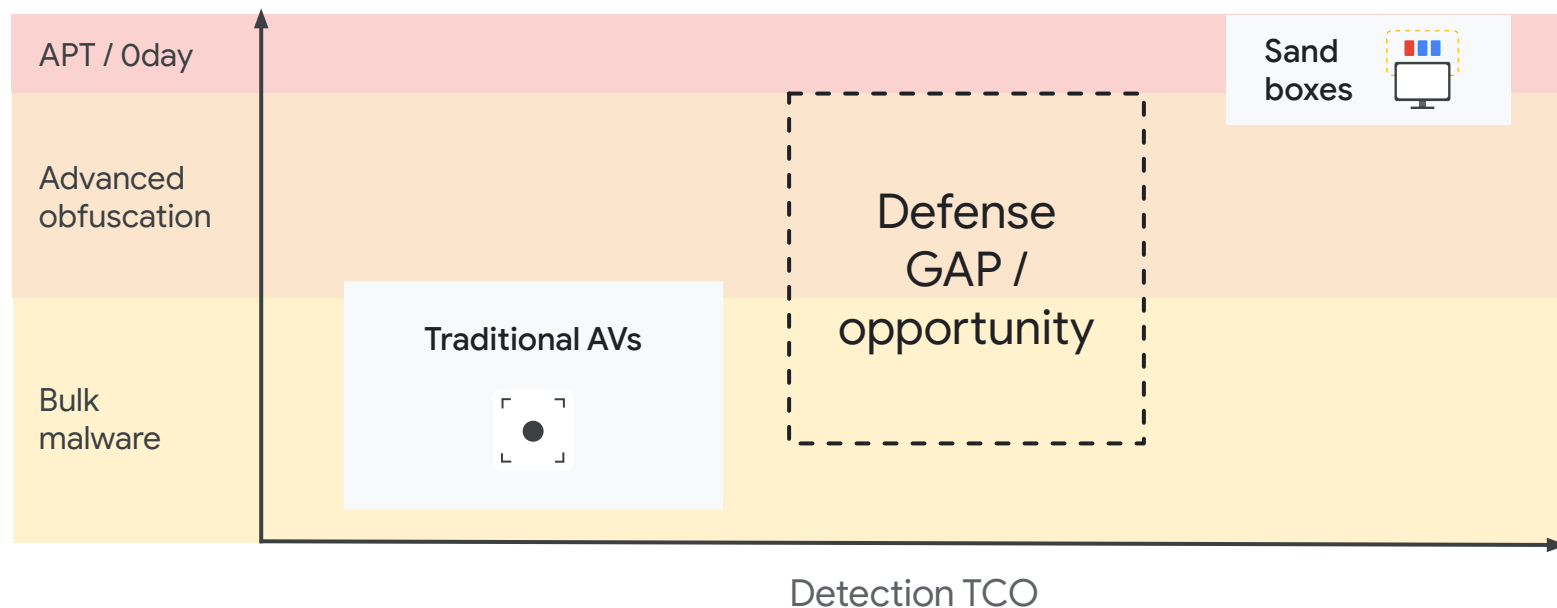 APT / 0day
Sand
boxes
Advanced
obfuscation
Defense
GAP /
opportunity
Traditional AVs
Bulk
malware
Detection TCO